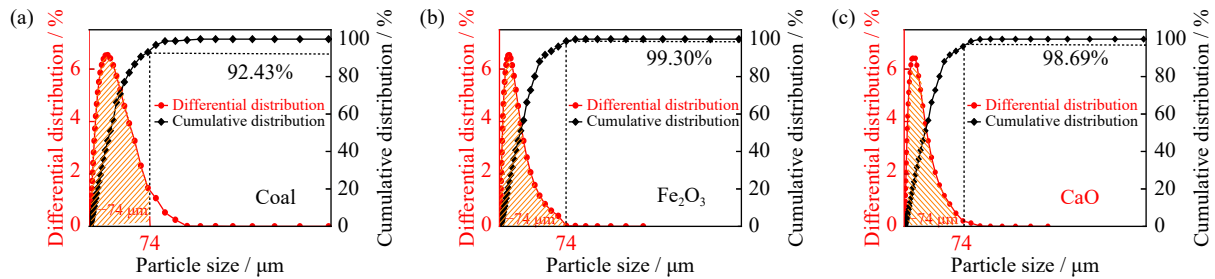 (a)
Differential distribution / %
6
4
2
0
92.43%
Differential distribution
Cumulative distribution
−74 μm
Coal
74
Particle size / μm
100
80
60
40
20
0
Cumulative distribution / %
(b)
Differential distribution / %
6
4
2
0
99.30%
Differential distribution
Cumulative distribution
−74 μm
Fe₂O₃
74
Particle size / μm
100
80
60
40
20
0
Cumulative distribution / %
(c)
Differential distribution / %
6
4
2
0
98.69%
Differential distribution
Cumulative distribution
−74 μm
CaO
74
Particle size / μm
100
80
60
40
20
0
Cumulative distribution / %